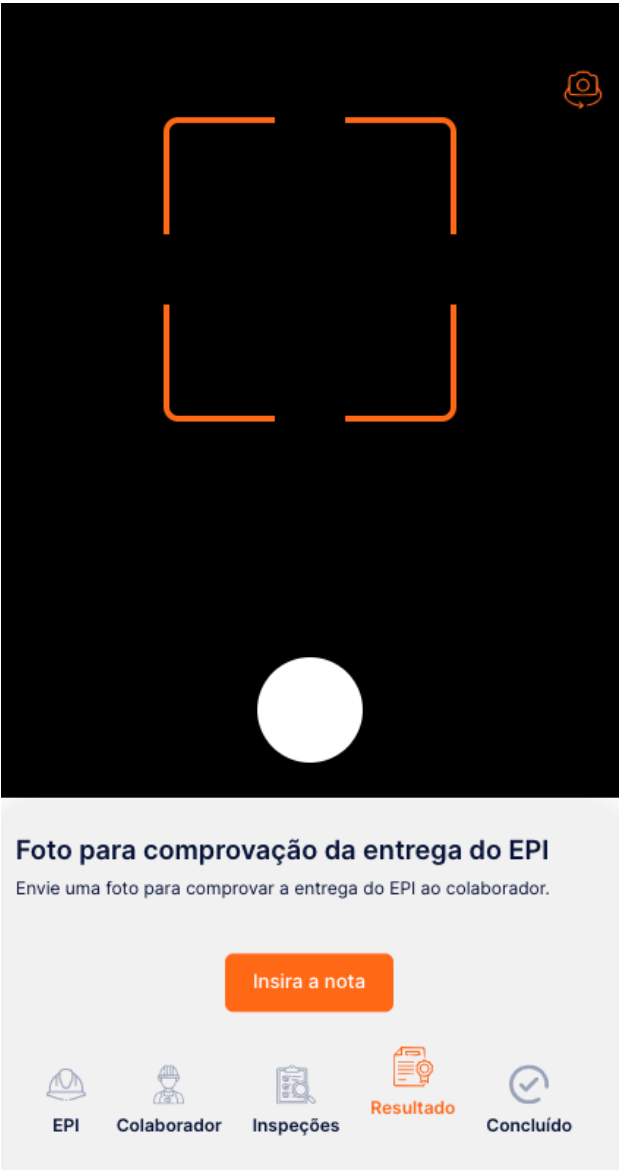 Foto para comprovação da entrega do EPI
Envie uma foto para comprovar a entrega do EPI ao colaborador.
Insira a nota
EPI
Colaborador
Inspeções
Resultado
Concluído